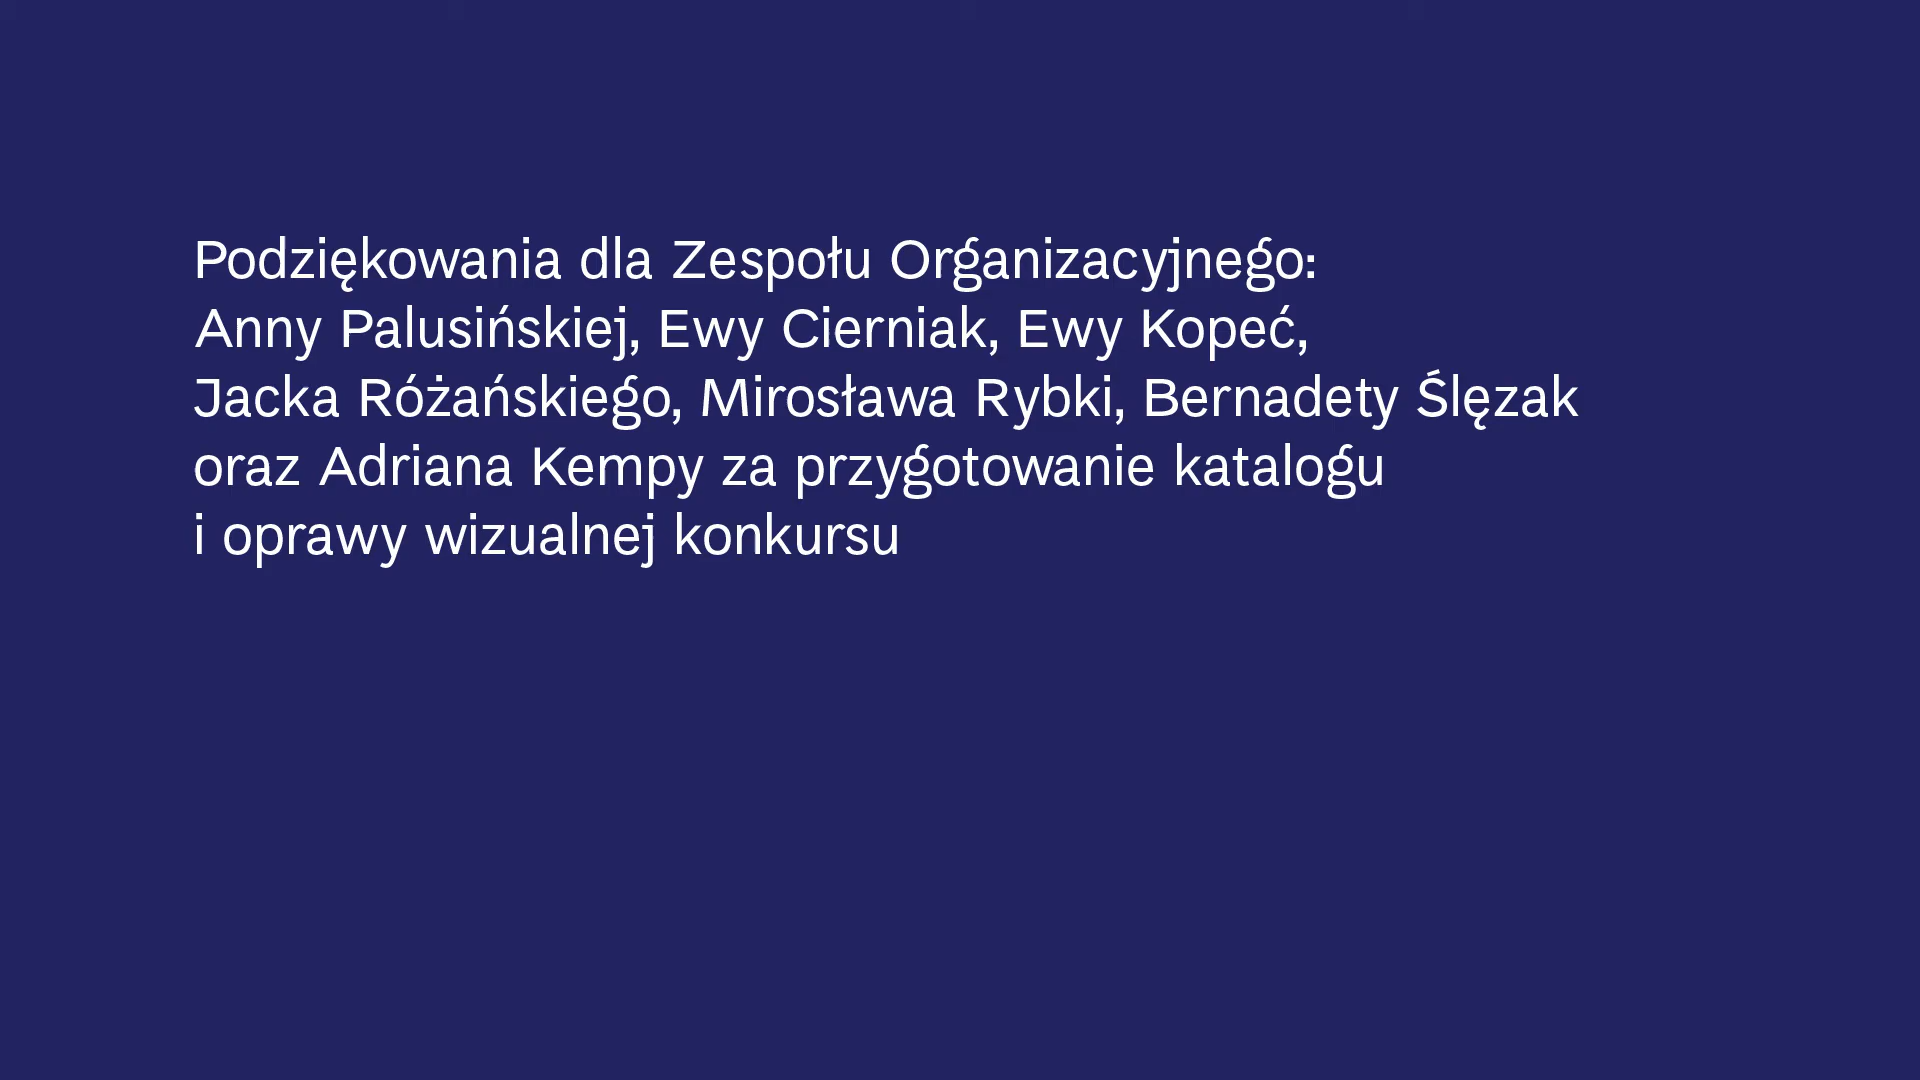 Podziękowania dla Zespołu Organizacyjnego:
Anny Palusińskiej, Ewy Cierniak, Ewy Kopeć,
Jacka Różańskiego, Mirosława Rybki, Bernadety Ślęzak
oraz Adriana Kempy za przygotowanie katalogu
i oprawy wizualnej konkursu